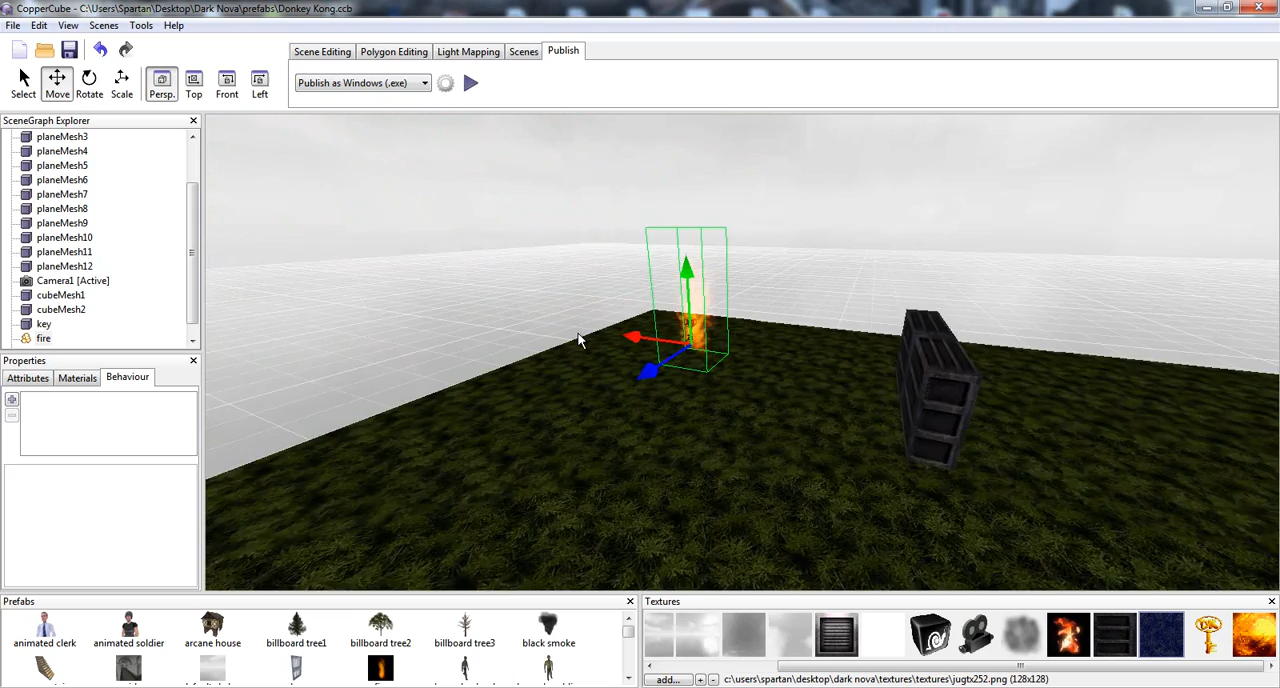 CopperCube - C:\Users\Spartan\Desktop\Dark Nova\prefabs\Donkey Kong.ccb
File Edit View Scenes Tools Help
Scene Editing Polygon Editing Light Mapping Scenes Publish
Publish as Windows (.exe)
Select Move Rotate Scale Persp. Top Front Left
SceneGraph Explorer
planeMesh3
planeMesh4
planeMesh5
planeMesh6
planeMesh7
planeMesh8
planeMesh9
planeMesh10
planeMesh11
planeMesh12
Camera1 [Active]
cubeMesh1
cubeMesh2
key
fire
Properties
Attributes Materials Behaviour
Prefabs
animated clerk animated soldier arcane house billboard tree1 billboard tree2 billboard tree3 black smoke
Textures
add... + - c:\users\spartan\desktop\dark nova\textures\textures\jugtx252.png (128x128)